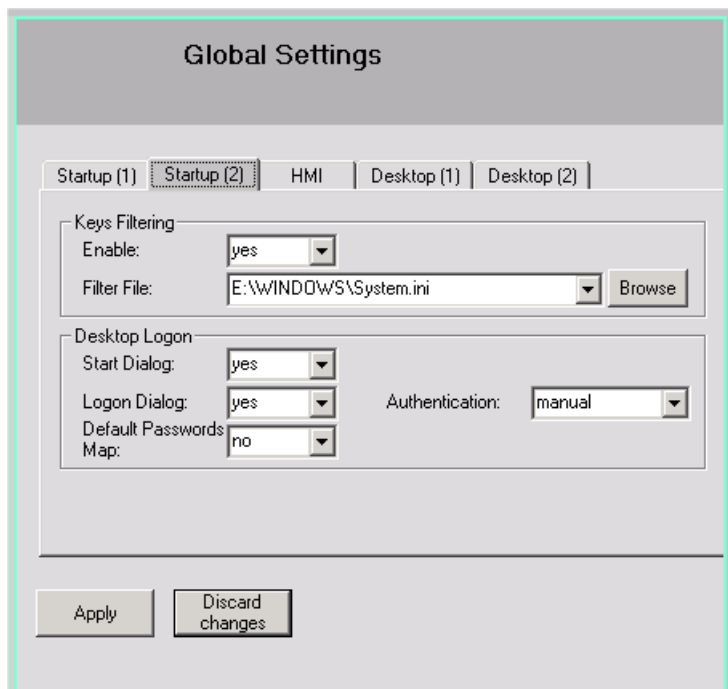 Global Settings
Startup (1) Startup (2) HMI Desktop (1) Desktop (2)
Keys Filtering
Enable: yes
Filter File: E:\WINDOWS\System.ini Browse
Desktop Logon
Start Dialog: yes
Logon Dialog: yes Authentication: manual
Default Passwords
Map: no
Apply Discard
changes